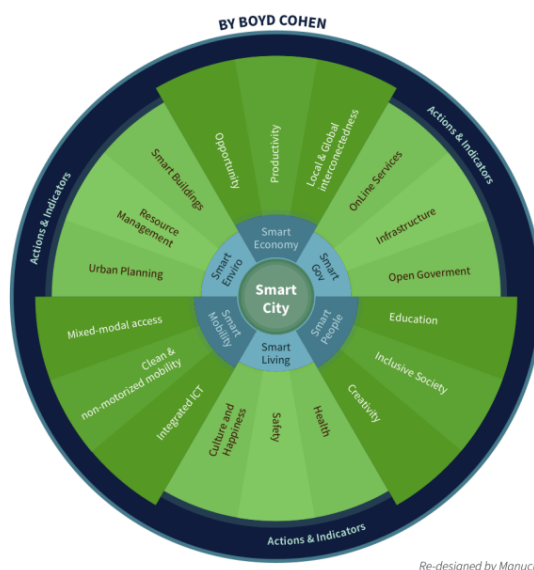 BY BOYD COHEN
Actions & Indicators
Actions & Indicators
Opportunity
Productivity
Local & Global
interconectedness
Smart Buildings
Resource
Management
Urban Planning
OnLine Services
Infrastructure
Open Goverment
Smart
Economy
Smart
Enviro
Smart
Gov
Smart
City
Smart
Mobility
Smart
Living
Smart
People
Mixed-modal access
Clean &
non-motorized mobility
Integrated ICT
Culture and
Happiness
Safety
Health
Education
Inclusive Society
Creativity
Actions & Indicators
Re-designed by